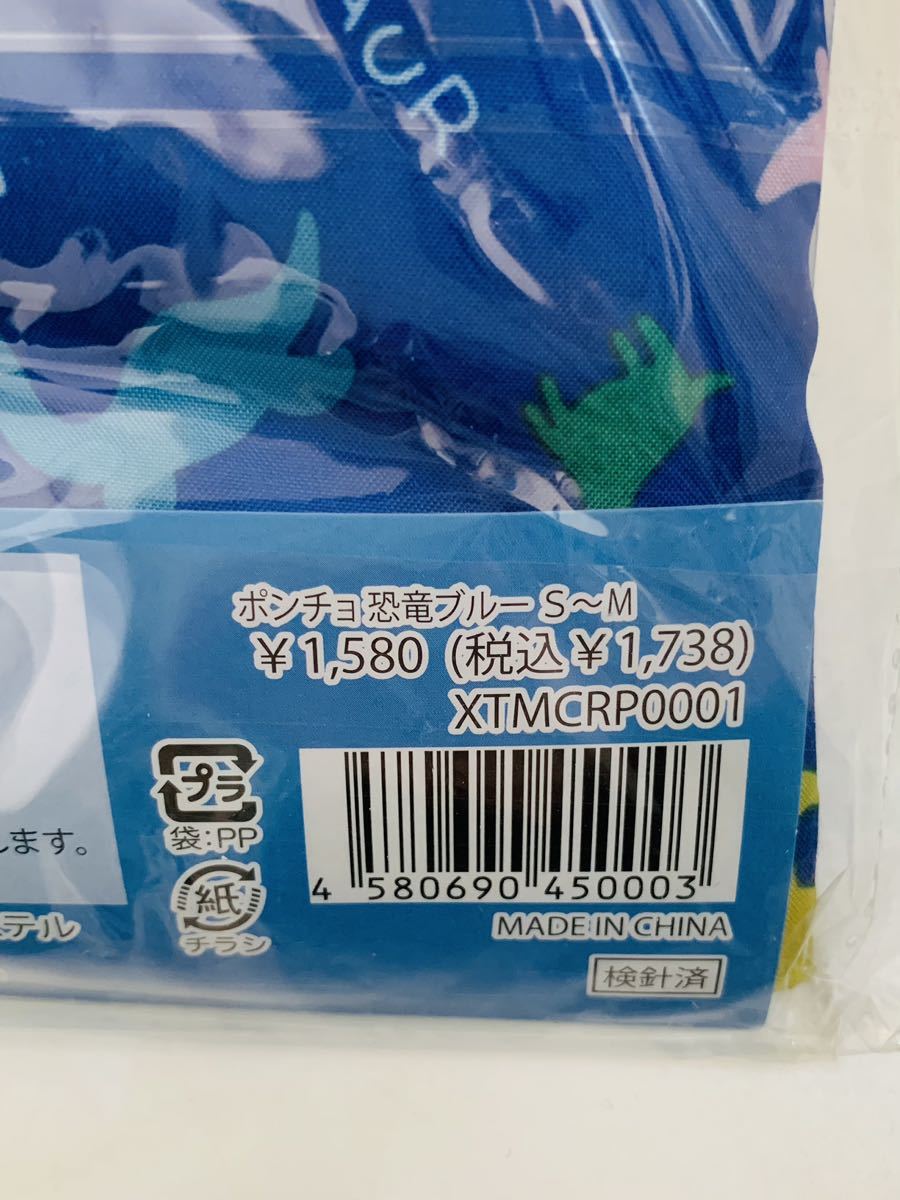 AUR
ポンチョ 恐竜ブルー S～M
￥1,580 (税込￥1,738)
XTMCRP0001
プラ
袋:PP
します。
紙
チラシ
4 580690 450003
ステル
MADE IN CHINA
検針済